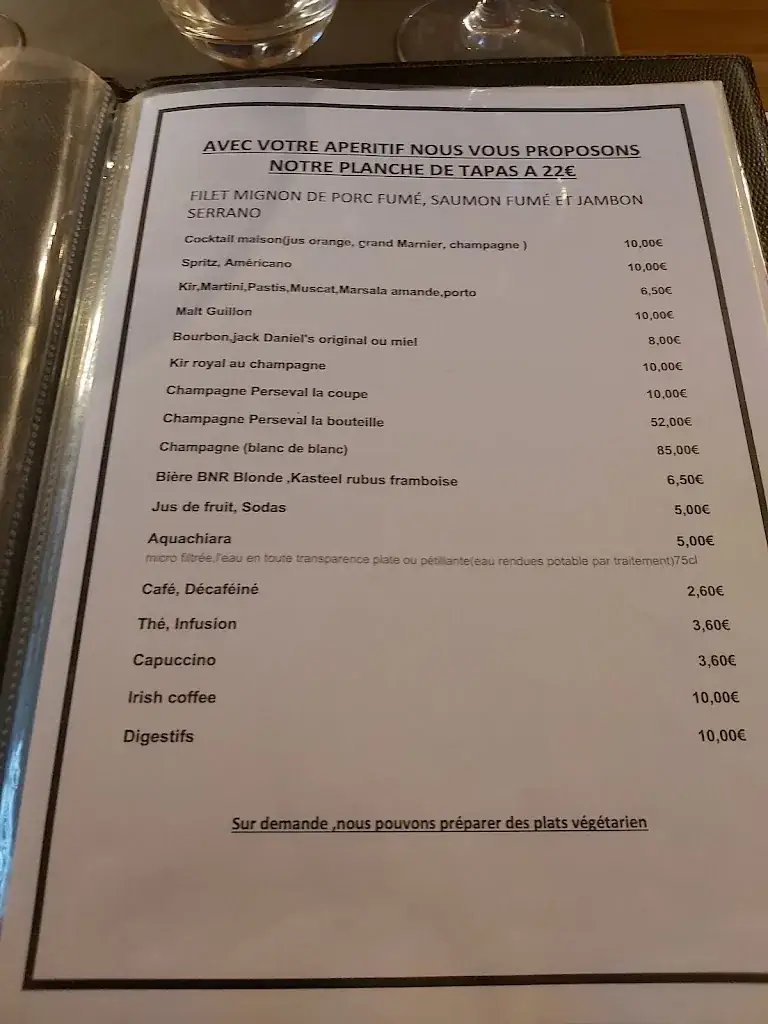 AVEC VOTRE APERITIF NOUS VOUS PROPOSONS
NOTRE PLANCHE DE TAPAS A 22€
FILET MIGNON DE PORC FUMÉ, SAUMON FUMÉ ET JAMBON
SERRANO
Cocktail maison(jus orange, grand Marnier, champagne ) 10,00€
Spritz, Américano 10,00€
Kir,Martini,Pastis,Muscat,Marsala amande,porto 6,50€
Malt Guillon 10,00€
Bourbon,jack Daniel's original ou miel 8,00€
Kir royal au champagne 10,00€
Champagne Perseval la coupe 10,00€
Champagne Perseval la bouteille 52,00€
Champagne (blanc de blanc) 85,00€
Bière BNR Blonde ,Kasteel rubus framboise 6,50€
Jus de fruit, Sodas 5,00€
Aquachiara 5,00€
micro filtrée,l'eau en toute transparence plate ou pétillante(eau rendues potable par traitement)75cl
Café, Décaféiné 2,60€
Thé, Infusion 3,60€
Capuccino 3,60€
Irish coffee 10,00€
Digestifs 10,00€
Sur demande ,nous pouvons préparer des plats végétarien